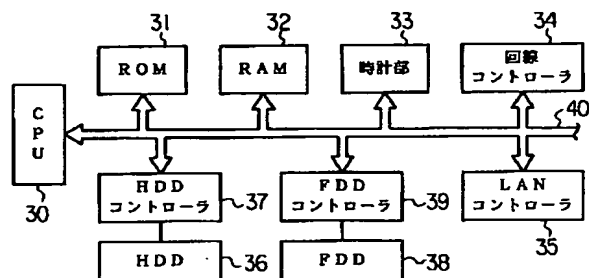 31
32
33
34
ROM
RAM
時計部
回線
コントローラ
CPU
40
30
HDD
コントローラ
37
FDD
コントローラ
39
LAN
コントローラ
35
HDD
36
FDD
38